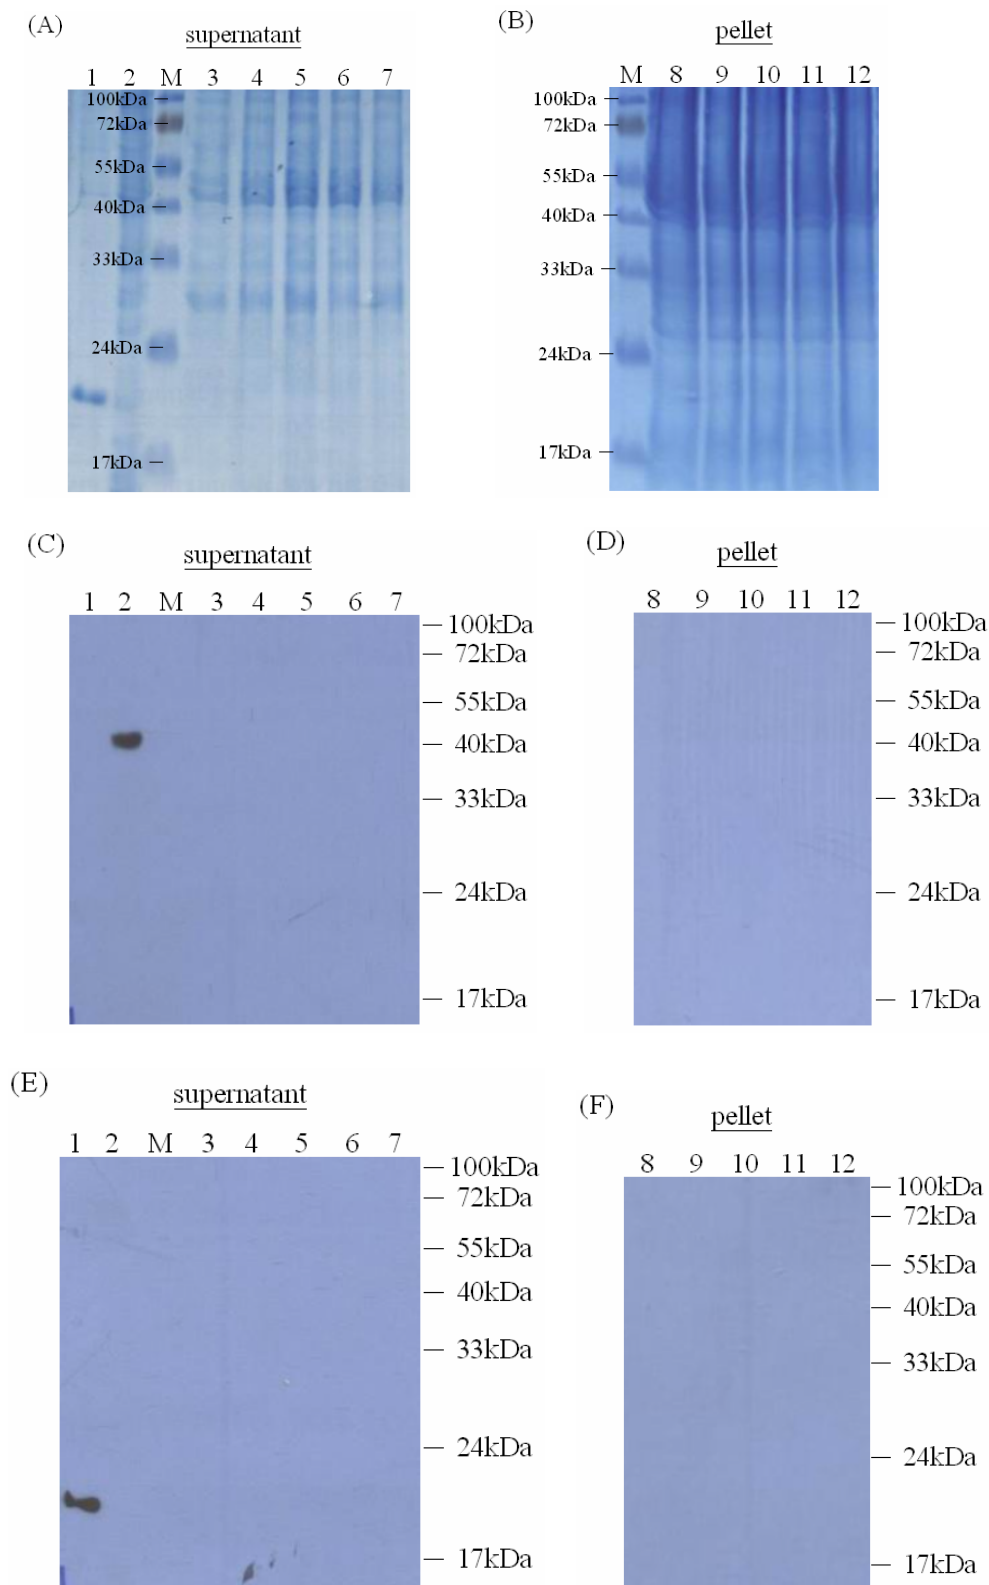 (A)
supernatant
1 2 M 3 4 5 6 7
100kDa
72kDa
55kDa
40kDa
33kDa
24kDa
17kDa
(B)
pellet
M 8 9 10 11 12
100kDa
72kDa
55kDa
40kDa
33kDa
24kDa
17kDa
(C)
supernatant
1 2 M 3 4 5 6 7
100kDa
72kDa
55kDa
40kDa
33kDa
24kDa
17kDa
(D)
pellet
8 9 10 11 12
100kDa
72kDa
55kDa
40kDa
33kDa
24kDa
17kDa
(E)
supernatant
1 2 M 3 4 5 6 7
100kDa
72kDa
55kDa
40kDa
33kDa
24kDa
17kDa
(F)
pellet
8 9 10 11 12
100kDa
72kDa
55kDa
40kDa
33kDa
24kDa
17kDa